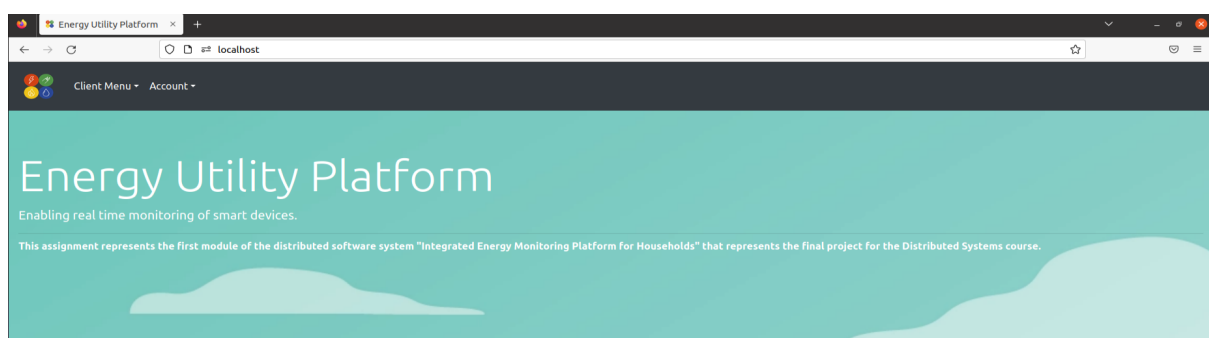 Energy Utility Platform
localhost
Client Menu Account
Energy Utility Platform
Enabling real time monitoring of smart devices.
This assignment represents the first module of the distributed software system "Integrated Energy Monitoring Platform for Households" that represents the final project for the Distributed Systems course.